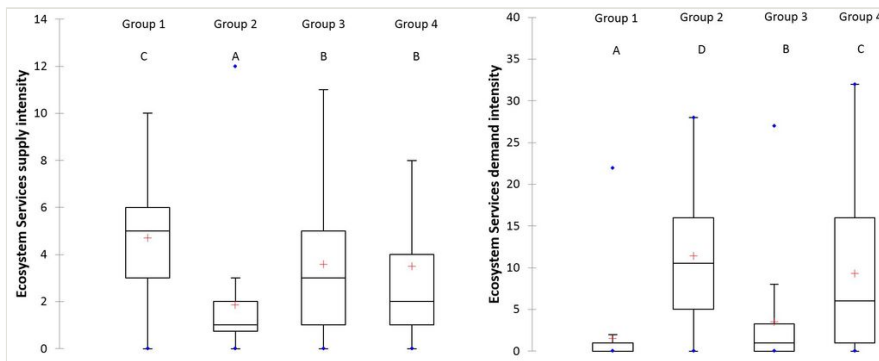 Ecosystem Services supply intensity
14
12
10
8
6
4
2
0
Group 1 Group 2 Group 3 Group 4
C A B B
Ecosystem Services demand intensity
40
35
30
25
20
15
10
5
0
Group 1 Group 2 Group 3 Group 4
A D B C